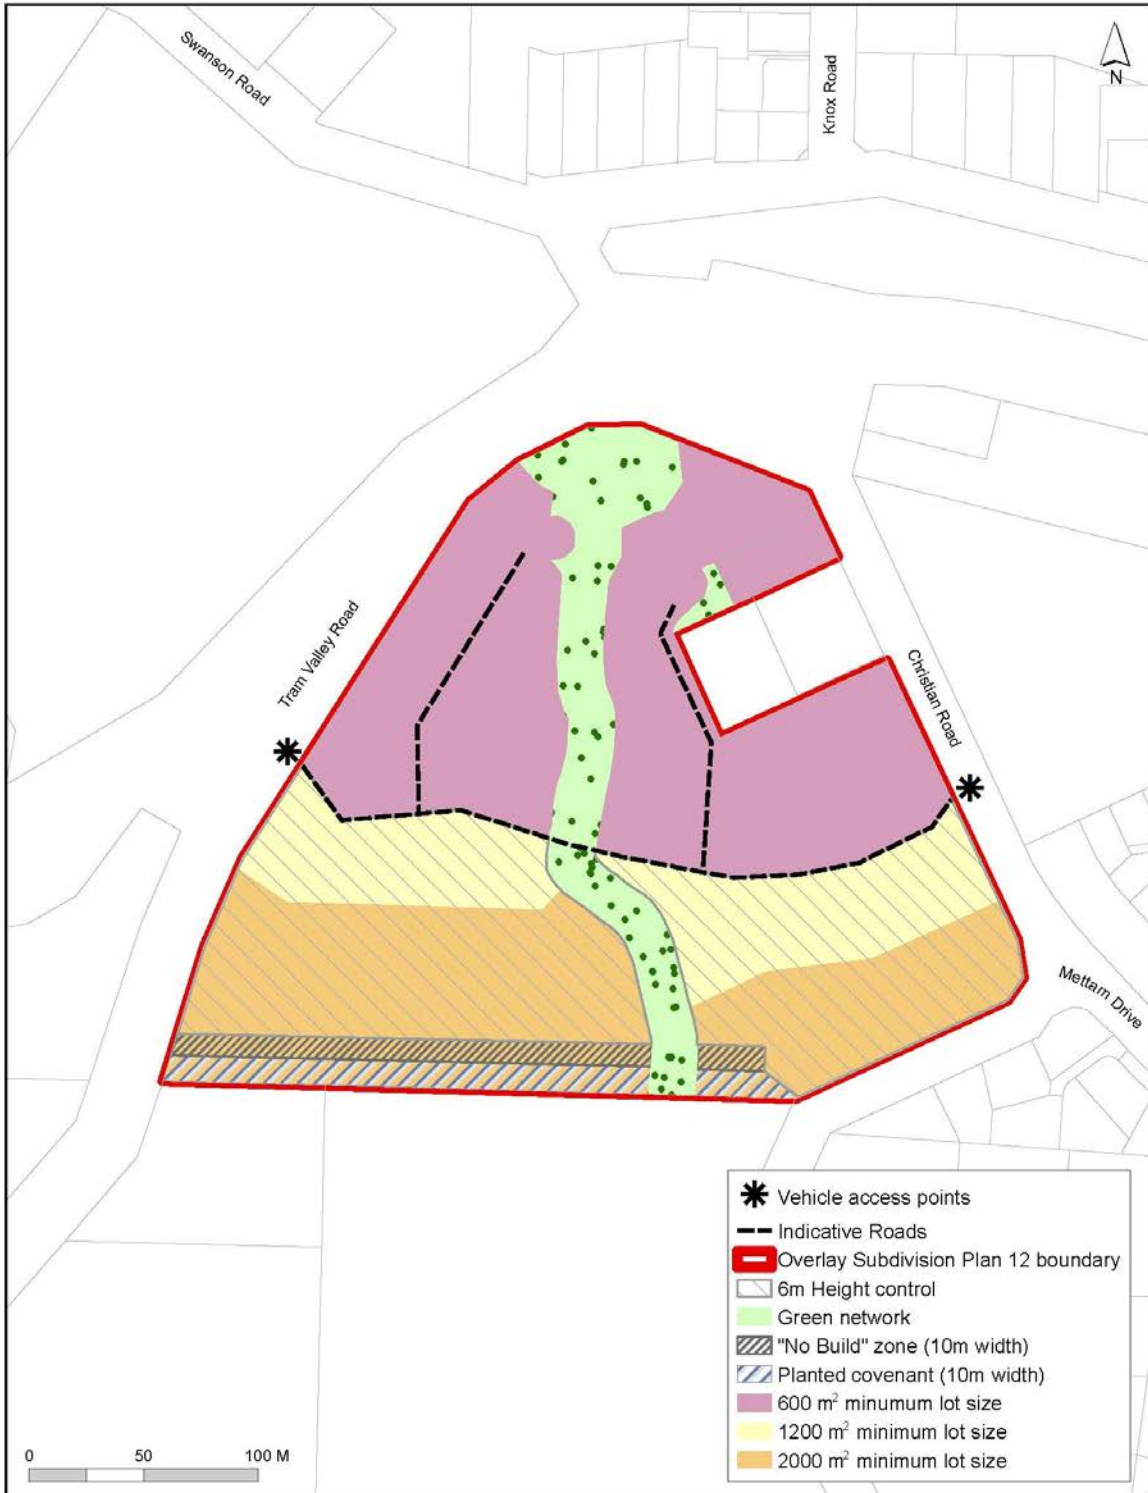 Swanson Road
Knox Road
N
Tram Valley Road
Christian Road
Mettam Drive
Vehicle access points
Indicative Roads
Overlay Subdivision Plan 12 boundary
6m Height control
Green network
"No Build" zone (10m width)
Planted covenant (10m width)
600 m² minumum lot size
1200 m² minimum lot size
2000 m² minimum lot size
0 50 100 M